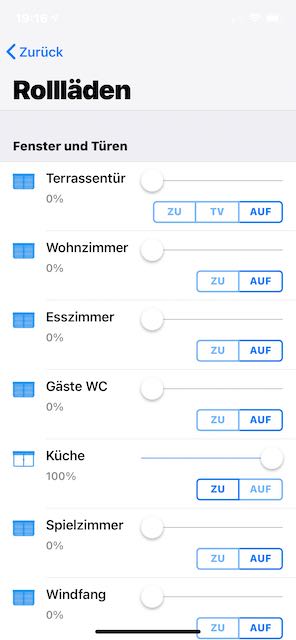 19:16
Zurück
Rollläden
Fenster und Türen
Terrassentür
0%
ZU TV AUF
Wohnzimmer
0%
ZU AUF
Esszimmer
0%
ZU AUF
Gäste WC
0%
ZU AUF
Küche
100%
ZU AUF
Spielzimmer
0%
ZU AUF
Windfang
0%
ZU AUF